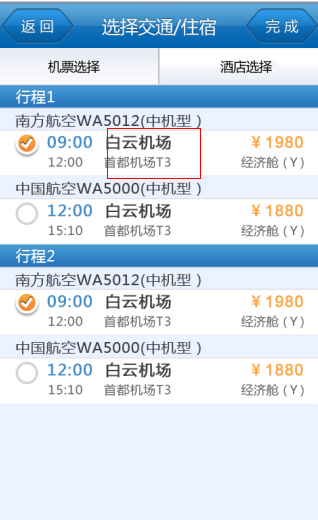 返回 选择交通/住宿 完成
机票选择 酒店选择
行程1
南方航空WA5012(中机型)
09:00 白云机场 ¥1980
12:00 首都机场T3 经济舱(Y)
中国航空WA5000(中机型)
12:00 白云机场 ¥1880
15:10 首都机场T3 经济舱(Y)
行程2
南方航空WA5012(中机型)
09:00 白云机场 ¥1980
12:00 首都机场T3 经济舱(Y)
中国航空WA5000(中机型)
12:00 白云机场 ¥1880
15:10 首都机场T3 经济舱(Y)